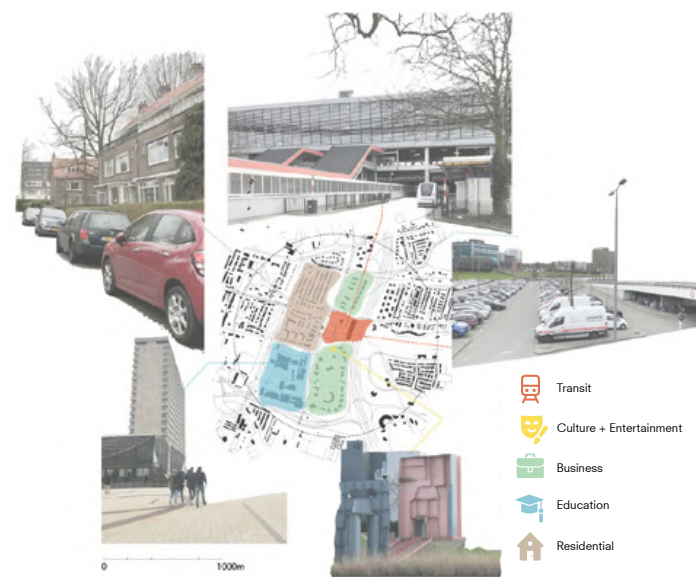 Transit
Culture + Entertainment
Business
Education
Residential
0
1000m